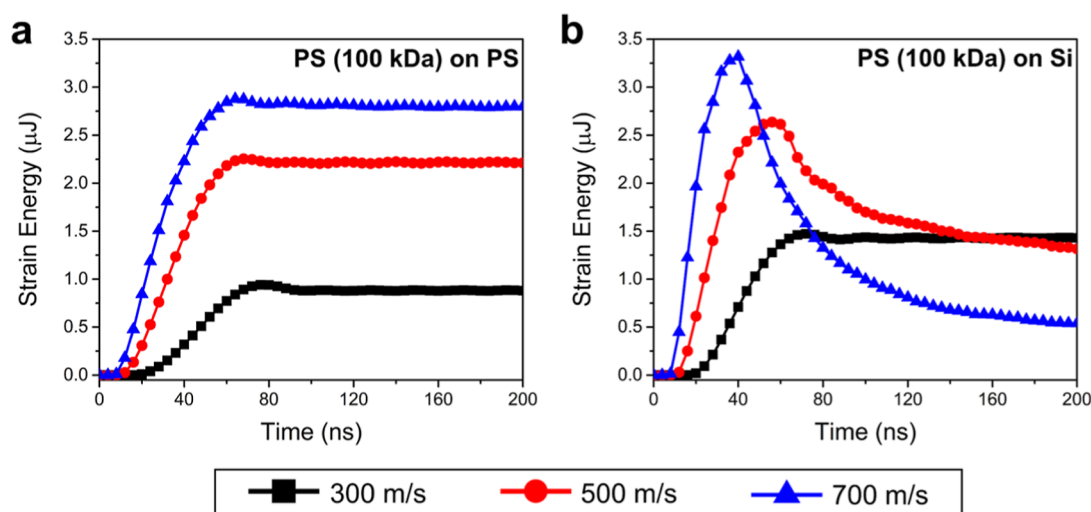 a
PS (100 kDa) on PS
3.5
3.0
2.5
2.0
1.5
1.0
0.5
0.0
Strain Energy (μJ)
0 40 80 120 160 200
Time (ns)
b
PS (100 kDa) on Si
3.5
3.0
2.5
2.0
1.5
1.0
0.5
0.0
Strain Energy (μJ)
0 40 80 120 160 200
Time (ns)
300 m/s 500 m/s 700 m/s